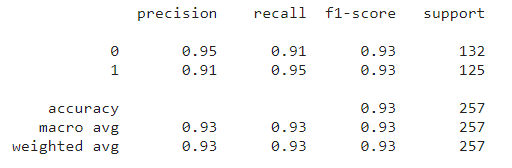 precision recall f1-score support
0 0.95 0.91 0.93 132
1 0.91 0.95 0.93 125
accuracy 0.93 257
macro avg 0.93 0.93 0.93 257
weighted avg 0.93 0.93 0.93 257